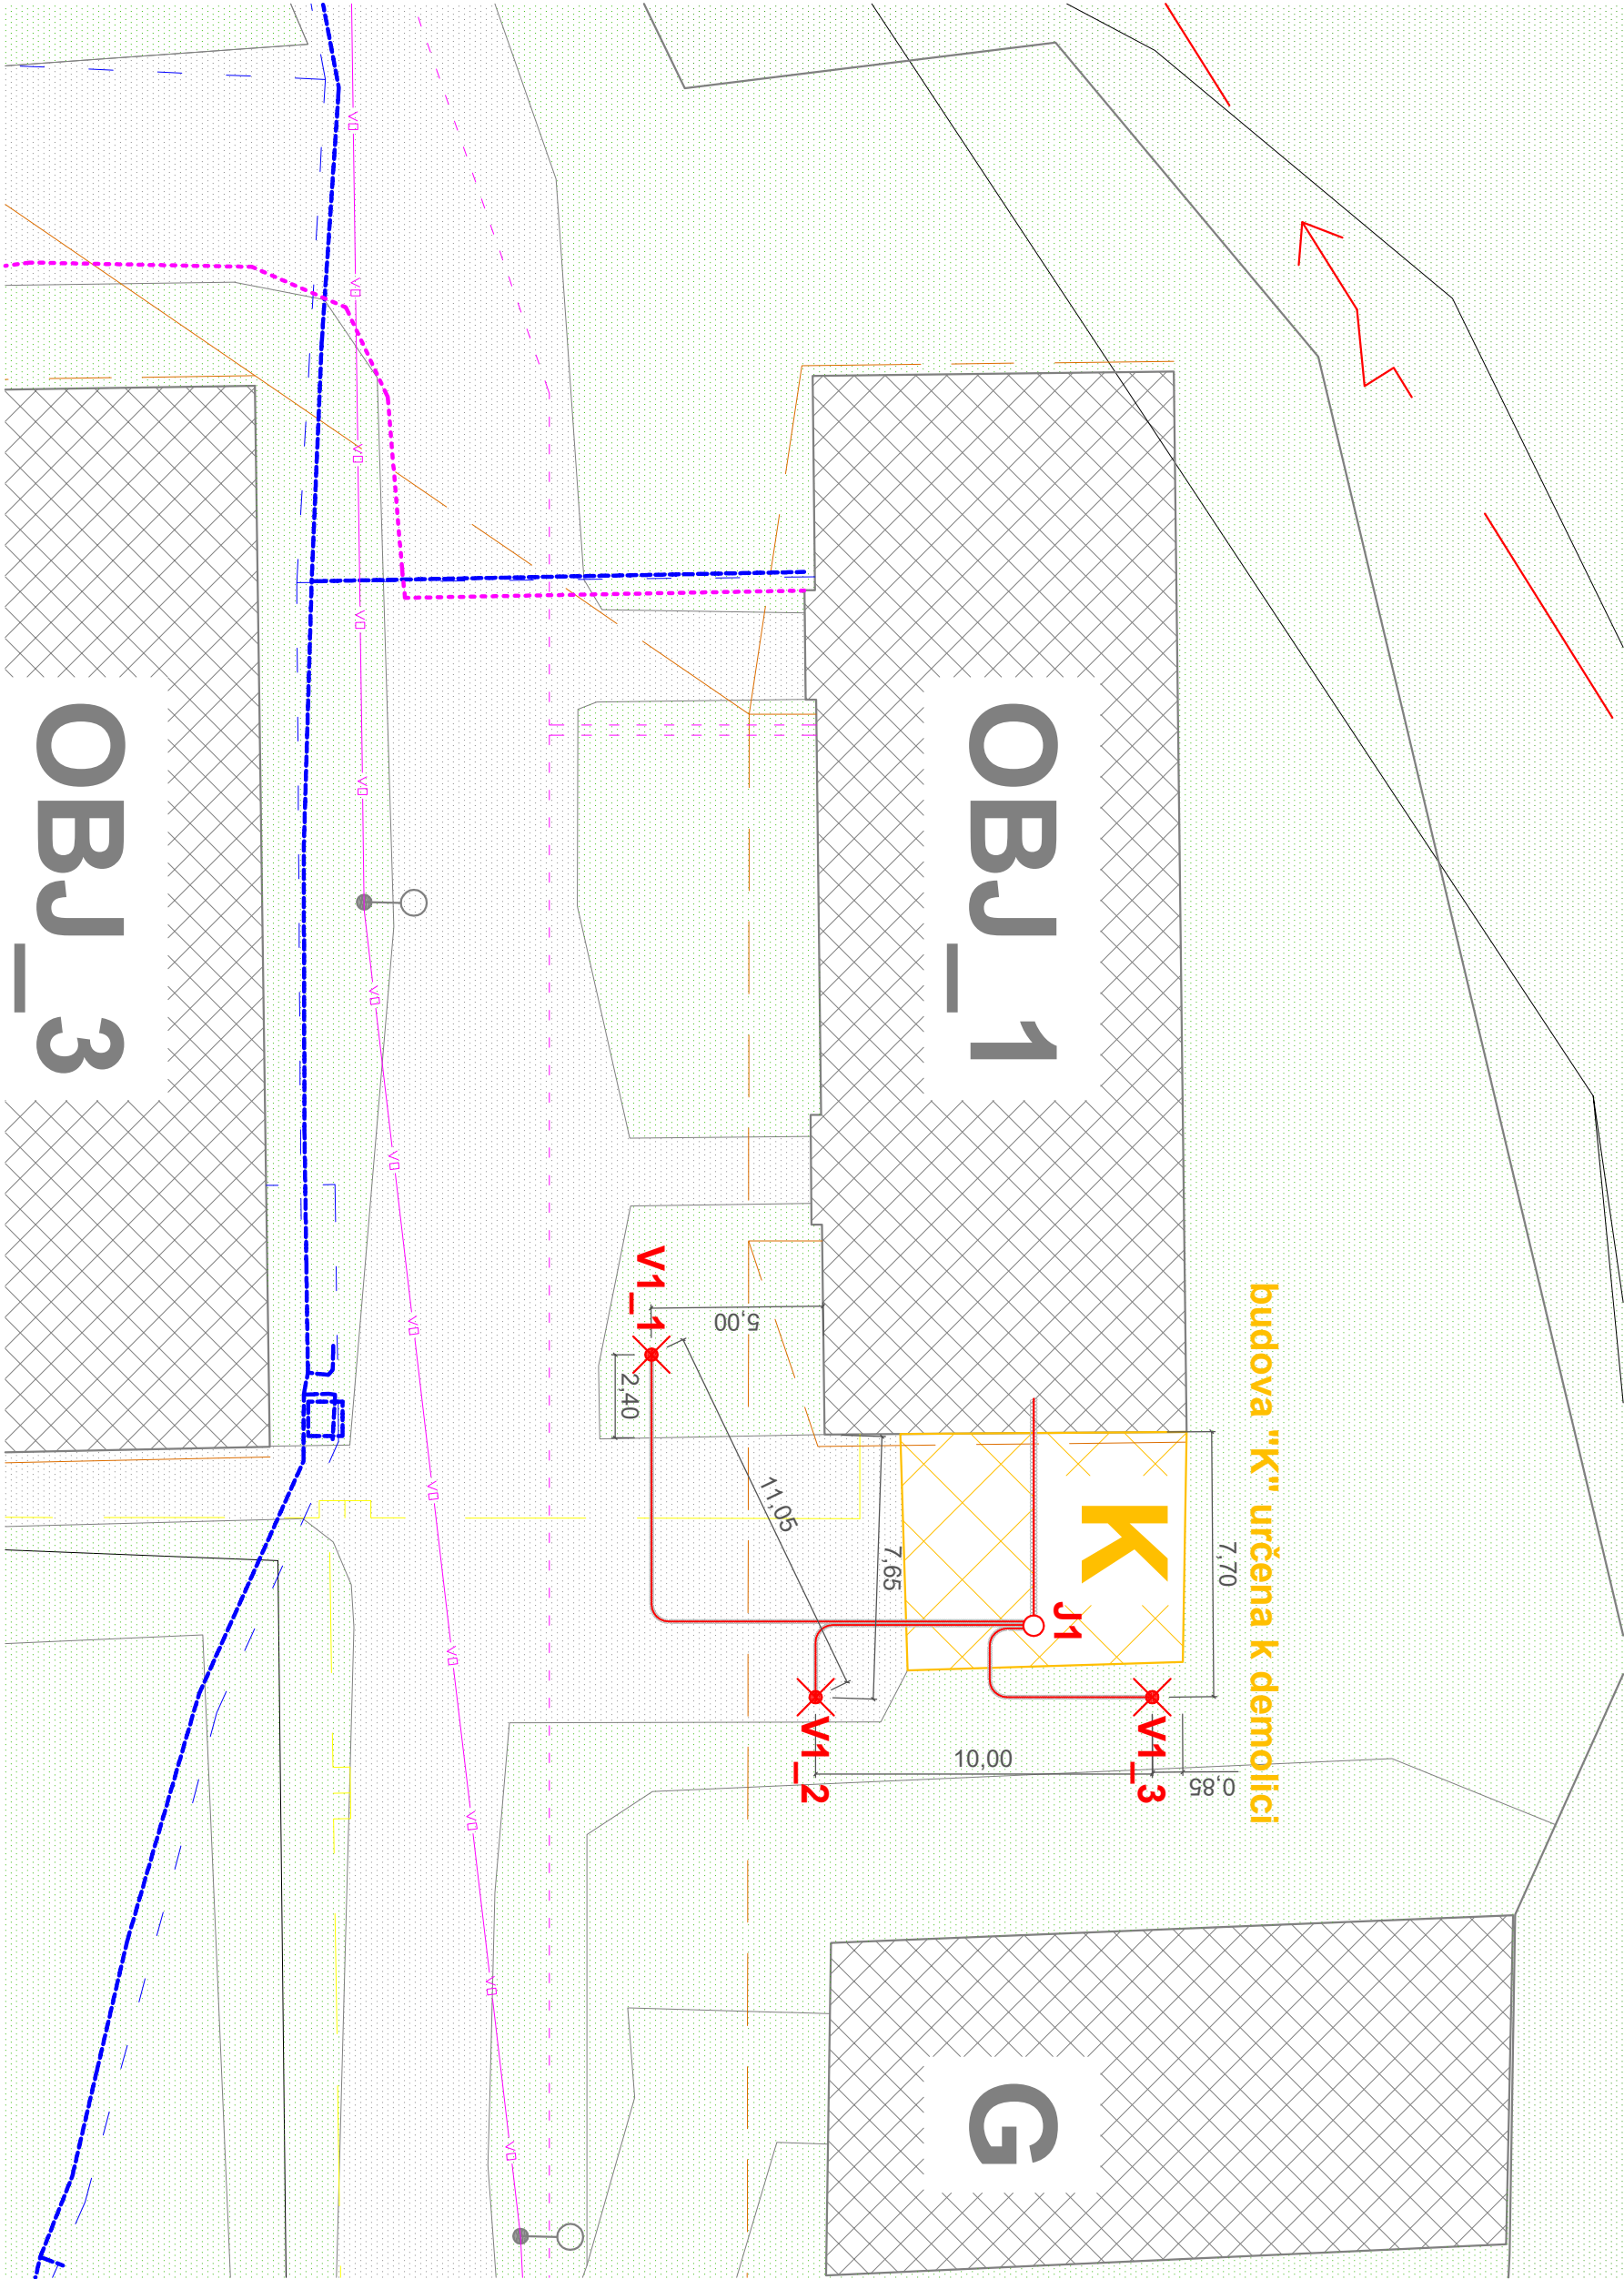 OBJ_3
OBJ_1
V1_1
5,00
2,40
11,05
7,65
7,70
K
J1
budova "K" určena k demolici
V1_2
10,00
V1_3
0,85
G
VO
VO
VO
VO
VO
VO
VO
VO
VO
VO
VO
VO
VO